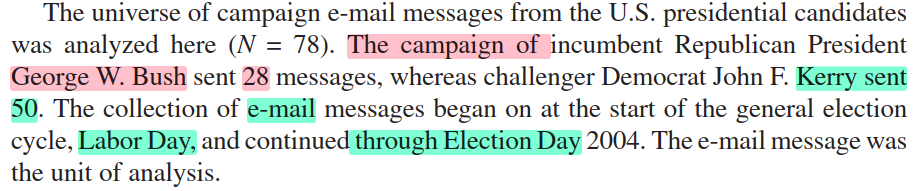 The universe of campaign e-mail messages from the U.S. presidential candidates
was analyzed here (N = 78). The campaign of incumbent Republican President
George W. Bush sent 28 messages, whereas challenger Democrat John F. Kerry sent
50. The collection of e-mail messages began on at the start of the general election
cycle, Labor Day, and continued through Election Day 2004. The e-mail message was
the unit of analysis.